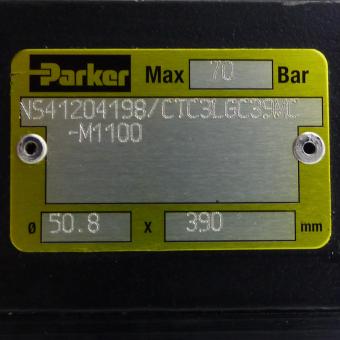 Parker Max 70 Bar
NS41204198/CTC3LGC39MC
-M1100
ø 50.8 x 390 mm